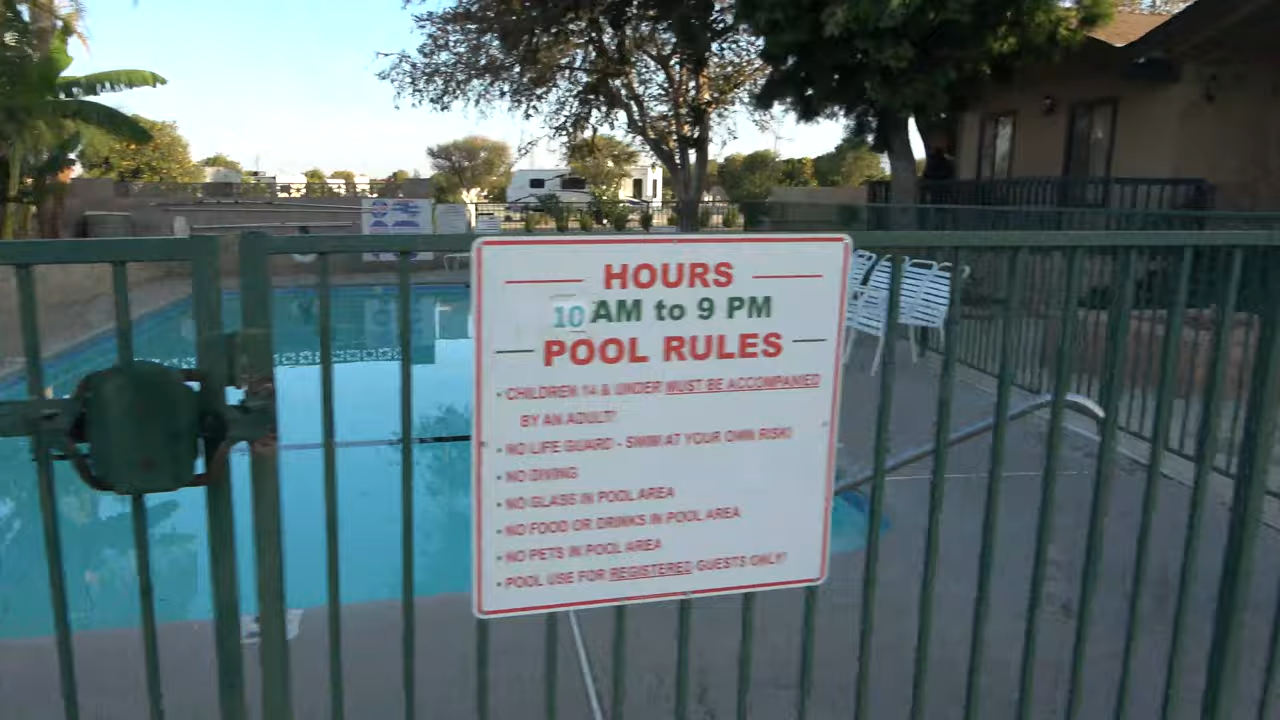 HOURS
10 AM to 9 PM
POOL RULES
• CHILDREN 14 & UNDER MUST BE ACCOMPANIED
BY AN ADULT!
• NO LIFE GUARD - SWIM AT YOUR OWN RISK!
• NO DIVING
• NO GLASS IN POOL AREA
• NO FOOD OR DRINKS IN POOL AREA
• NO PETS IN POOL AREA
• POOL USE FOR REGISTERED GUESTS ONLY!